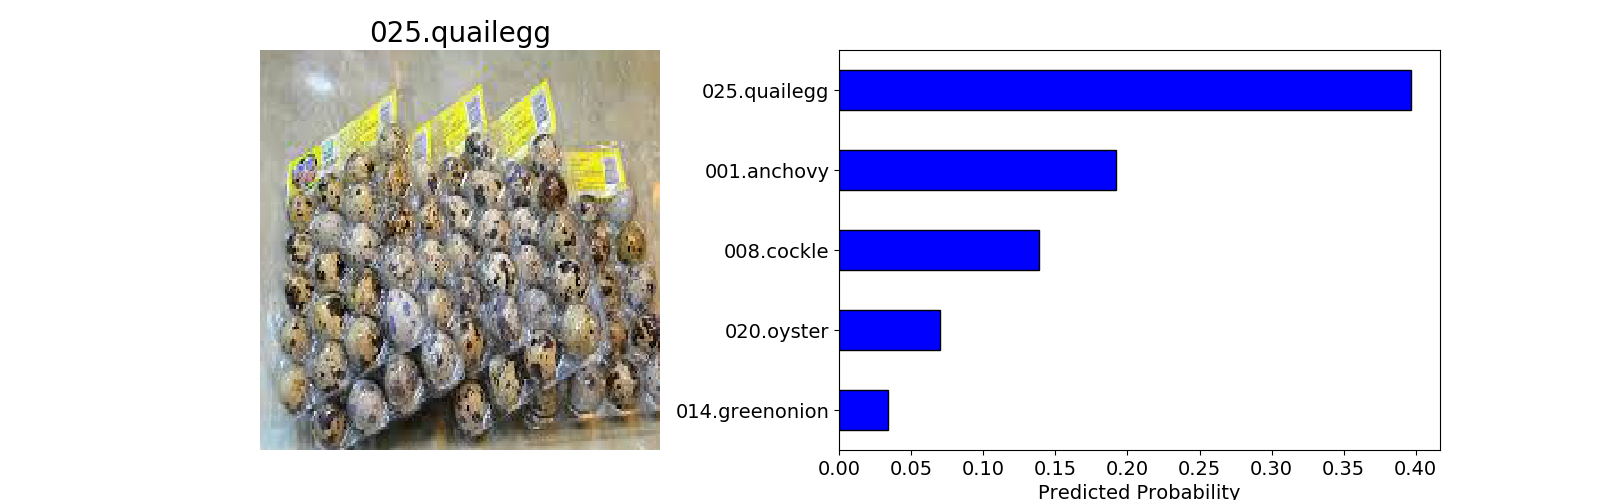 025.quailegg
025.quailegg
001.anchovy
008.cockle
020.oyster
014.greenonion
0.00 0.05 0.10 0.15 0.20 0.25 0.30 0.35 0.40
Predicted Probability